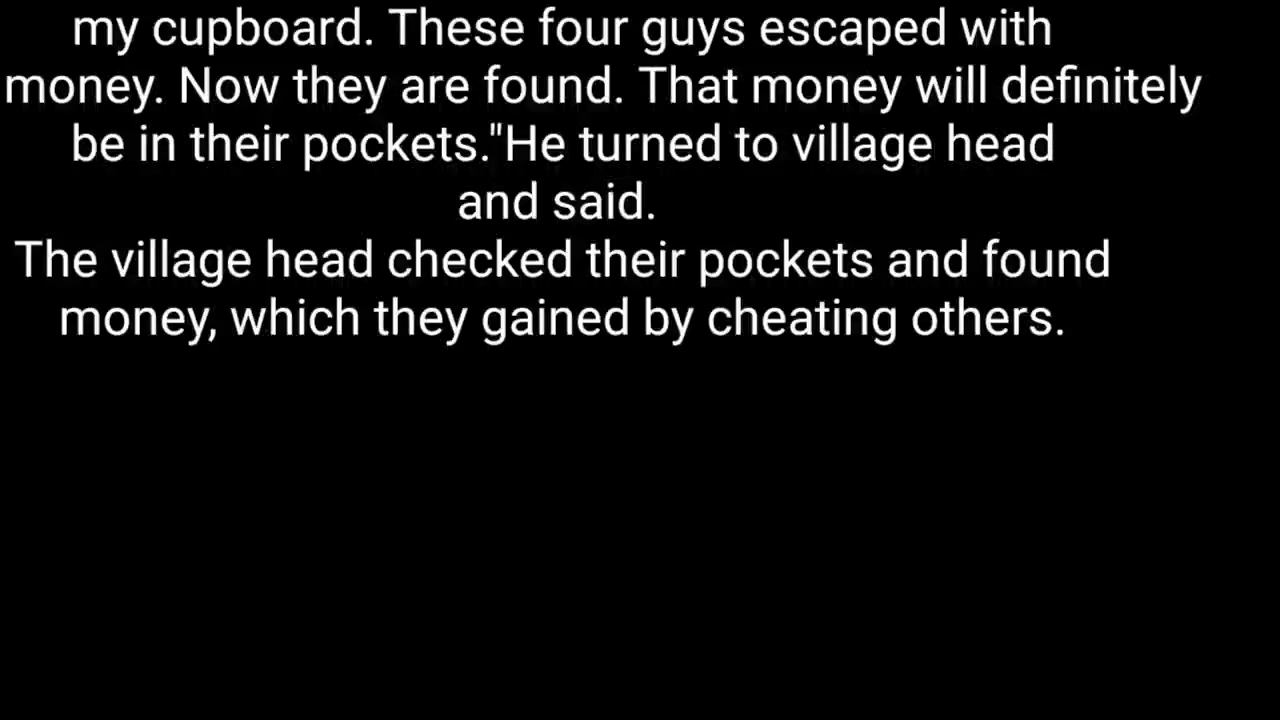 my cupboard. These four guys escaped with
money. Now they are found. That money will definitely
be in their pockets."He turned to village head
and said.
The village head checked their pockets and found
money, which they gained by cheating others.